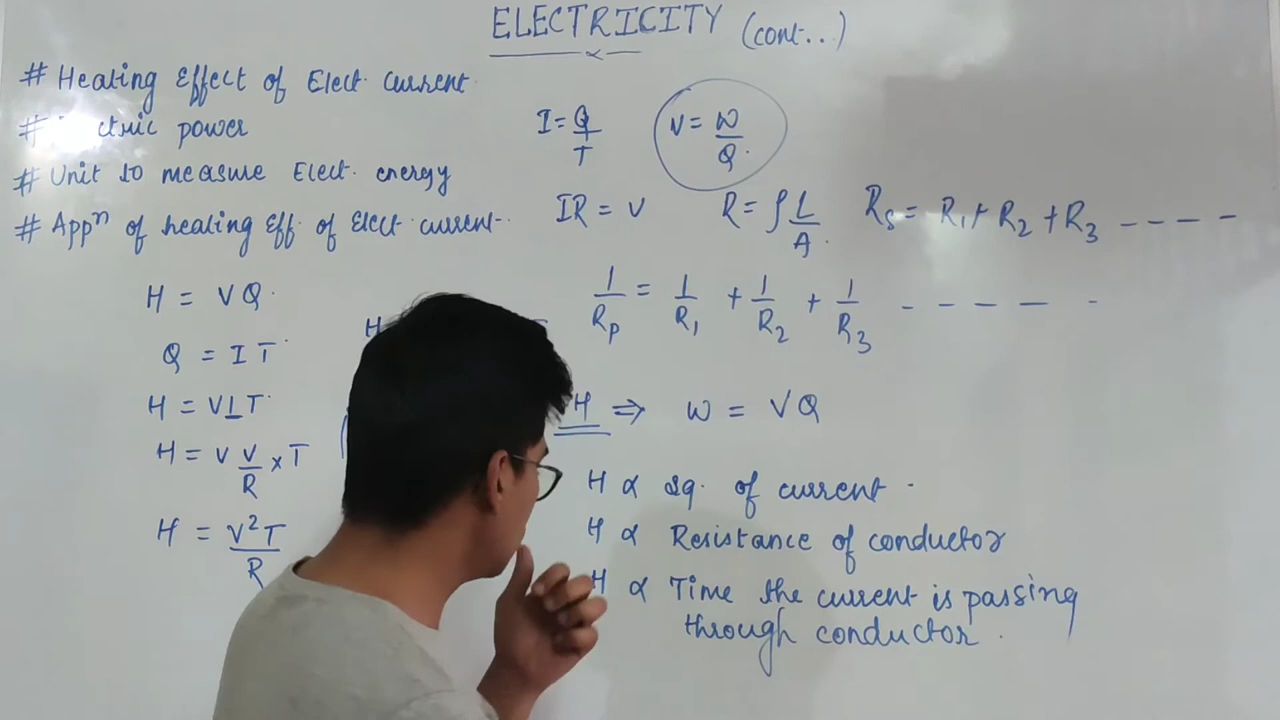 ELECTRICITY (cont...)
# Heating Effect of Elect. current
# ctric power
# Unit to measure Elect. energy
# Appⁿ of heating Eff. of Elect current.
I = Q/T
V = W/Q
IR = V
R = ρ L/A
Rs = R₁ + R₂ + R₃ - - - -
1/Rp = 1/R₁ + 1/R₂ + 1/R₃ - - - - -
H = VQ
Q = IT
H = VIT
H = V V/R × T
H = V²T/R
H
H ⇒ W = VQ
H ∝ sq. of current.
H ∝ Resistance of conductor
H ∝ Time the current is passing
through conductor.